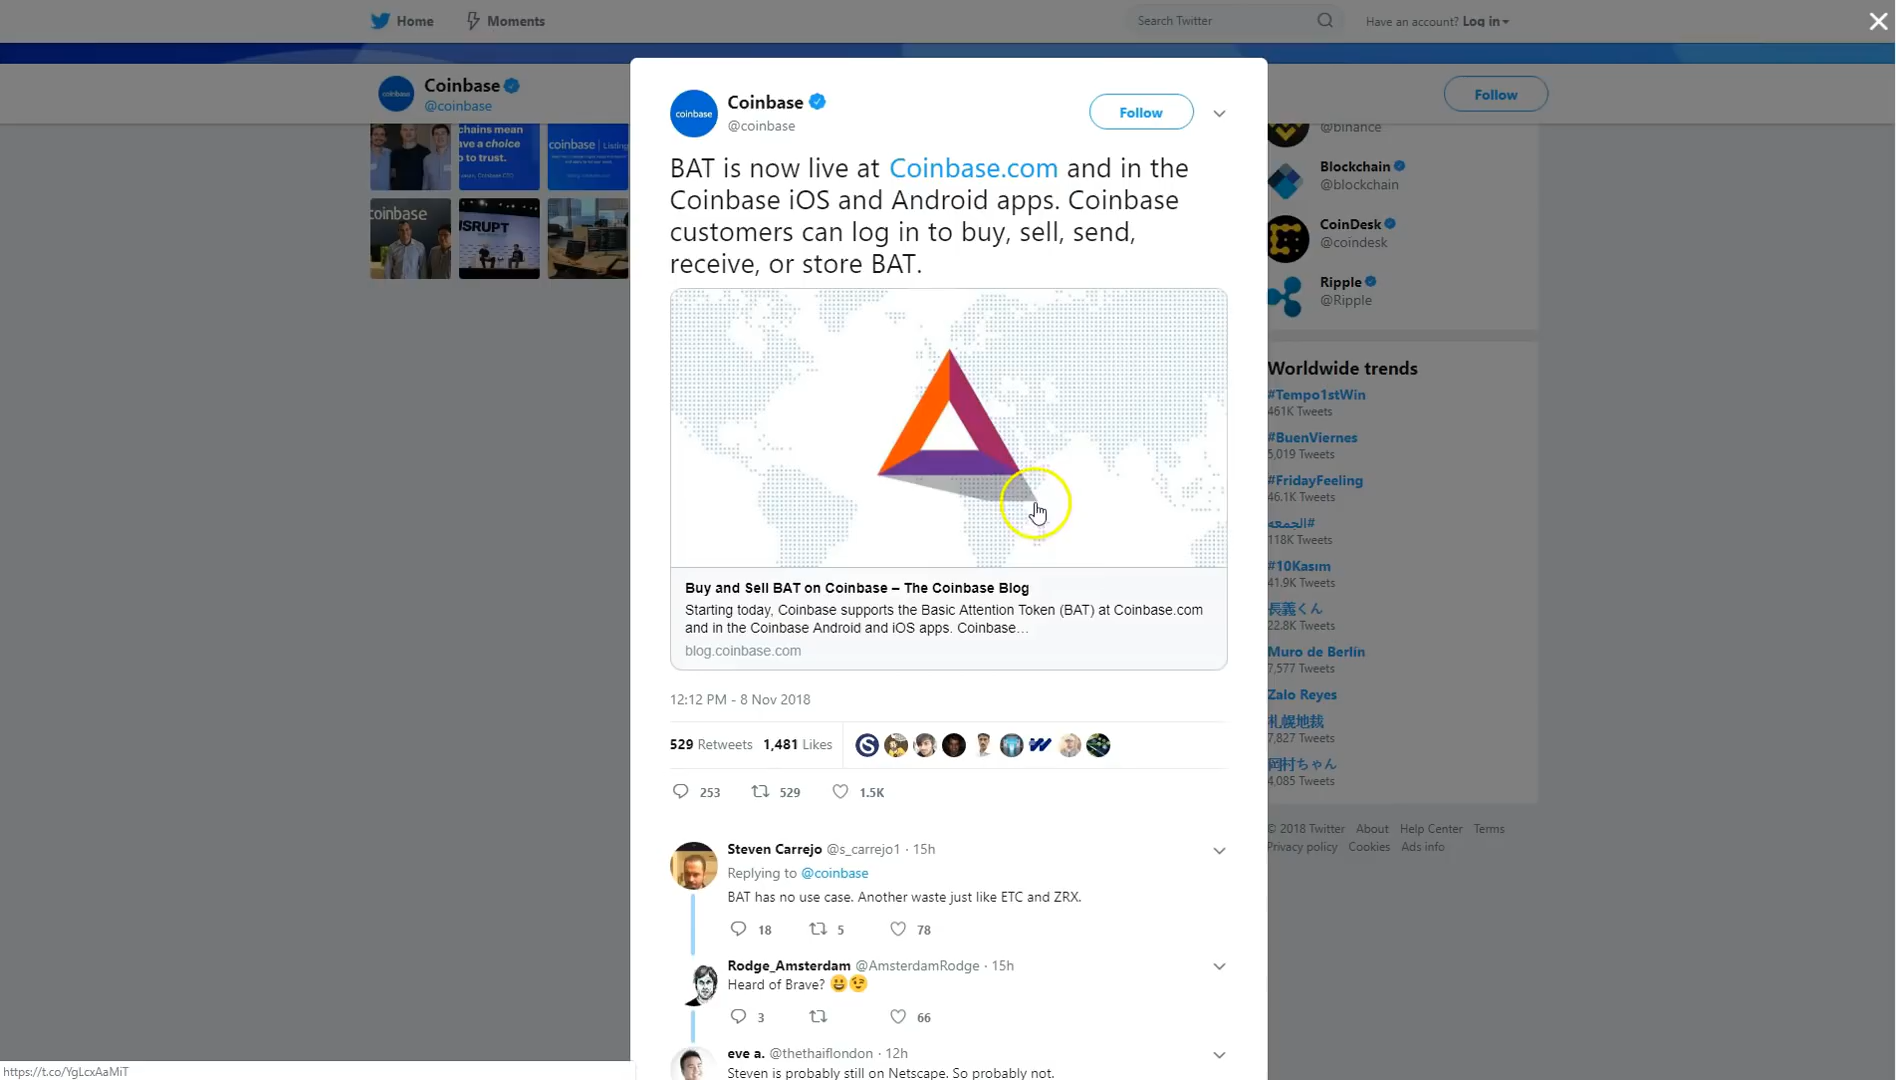 Home
Moments
Search Twitter
Have an account? Log in
Coinbase
@coinbase
Follow
chains mean
ave a choice
p to trust.
coinbase | Listing
coinbase
SRUPT
Coinbase
@coinbase
Follow
BAT is now live at Coinbase.com and in the
Coinbase iOS and Android apps. Coinbase
customers can log in to buy, sell, send,
receive, or store BAT.
Buy and Sell BAT on Coinbase – The Coinbase Blog
Starting today, Coinbase supports the Basic Attention Token (BAT) at Coinbase.com
and in the Coinbase Android and iOS apps. Coinbase…
blog.coinbase.com
12:12 PM - 8 Nov 2018
529 Retweets 1,481 Likes
253 529 1.5K
Steven Carrejo @s_carrejo1 · 15h
Replying to @coinbase
BAT has no use case. Another waste just like ETC and ZRX.
18 5 78
Rodge_Amsterdam @AmsterdamRodge · 15h
Heard of Brave? 😀😉
3 66
eve a. @thethaiflondon · 12h
Steven is probably still on Netscape. So probably not.
@binance
Blockchain
@blockchain
CoinDesk
@coindesk
Ripple
@Ripple
Worldwide trends
#Tempo1stWin
461K Tweets
#BuenViernes
5,019 Tweets
#FridayFeeling
46.1K Tweets
#الجمعه
118K Tweets
#10Kasım
41.9K Tweets
長義くん
22.8K Tweets
Muro de Berlín
7,577 Tweets
Zalo Reyes
札幌地裁
7,827 Tweets
岡村ちゃん
4,085 Tweets
© 2018 Twitter About Help Center Terms
Privacy policy Cookies Ads info
https://t.co/YgLcxAaMiT